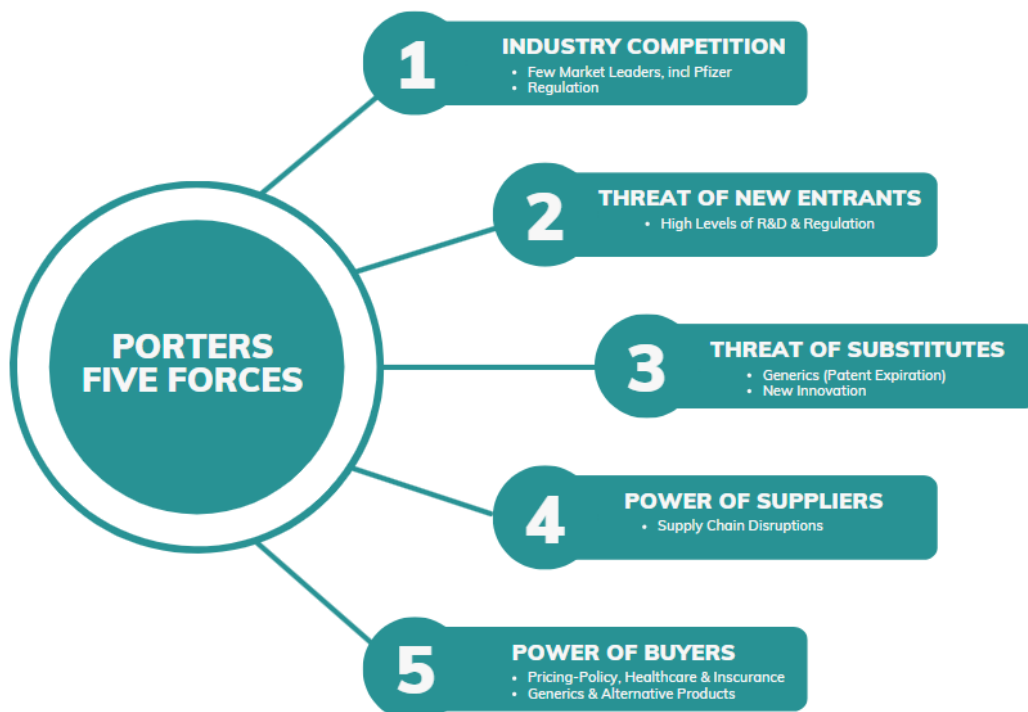 PORTERS
FIVE FORCES
1
INDUSTRY COMPETITION
• Few Market Leaders, incl Pfizer
• Regulation
2
THREAT OF NEW ENTRANTS
• High Levels of R&D & Regulation
3
THREAT OF SUBSTITUTES
• Generics (Patent Expiration)
• New Innovation
4
POWER OF SUPPLIERS
• Supply Chain Disruptions
5
POWER OF BUYERS
• Pricing-Policy, Healthcare & Inscurance
• Generics & Alternative Products